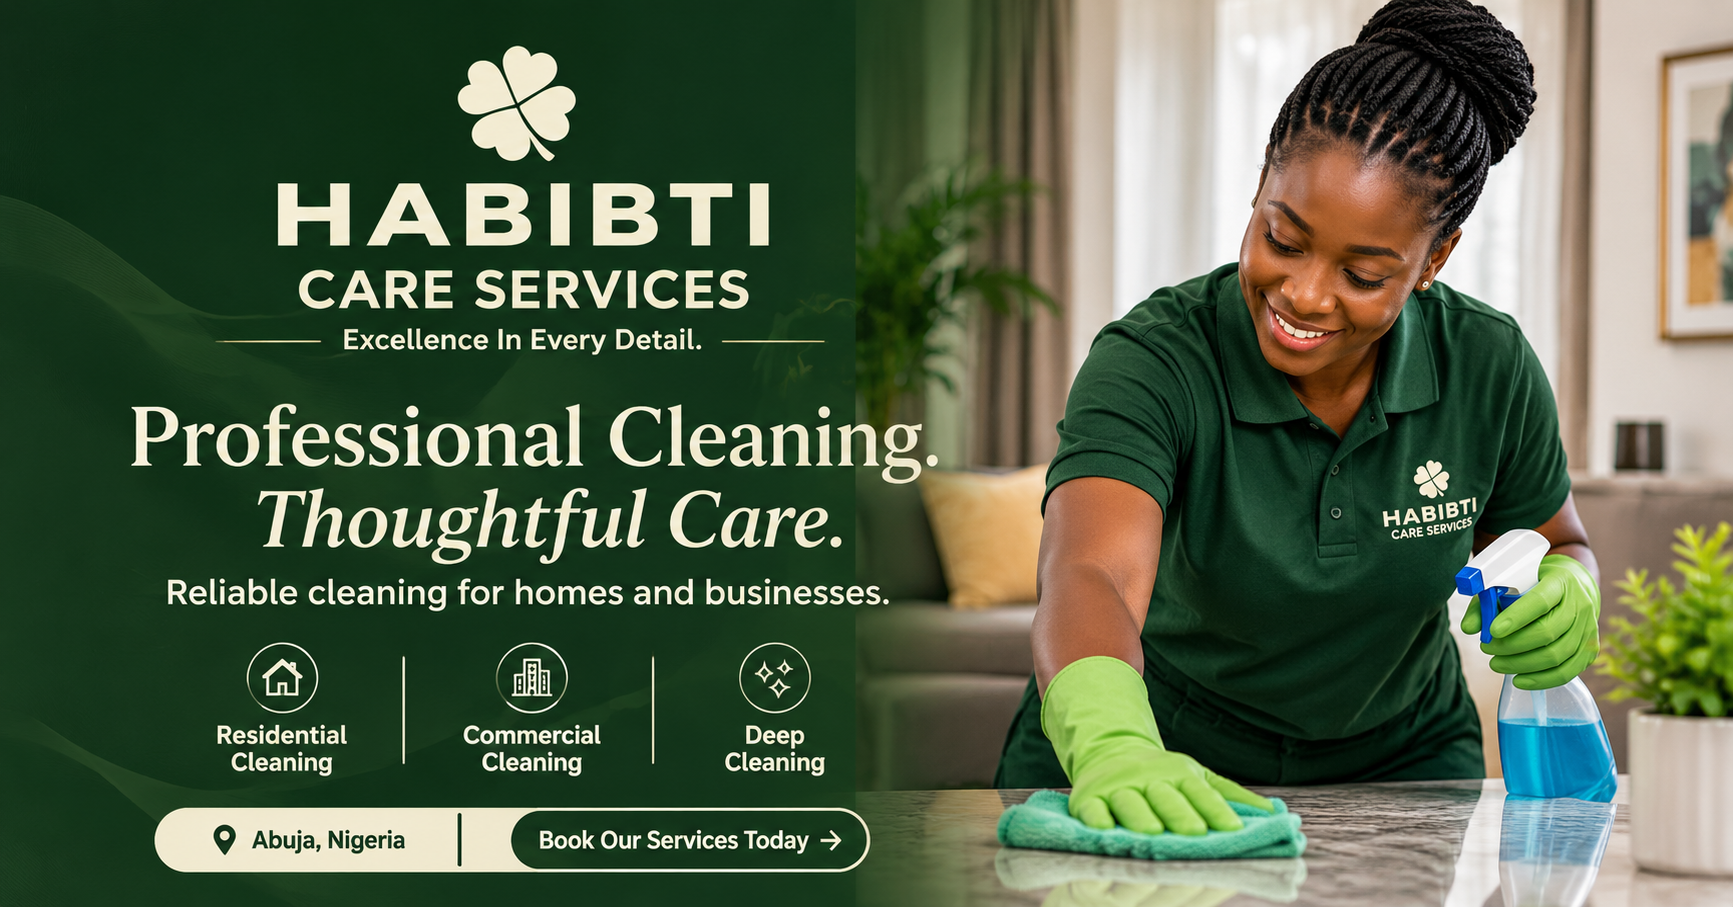 HABIBTI
CARE SERVICES
Excellence In Every Detail.
Professional Cleaning.
Thoughtful Care.
Reliable cleaning for homes and businesses.
Residential
Cleaning
Commercial
Cleaning
Deep
Cleaning
Abuja, Nigeria
Book Our Services Today →
HABIBTI
CARE SERVICES